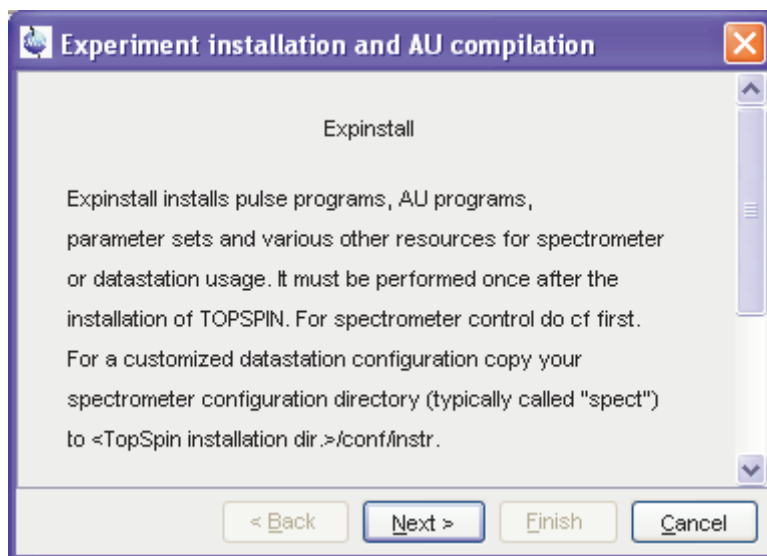 Experiment installation and AU compilation
Expinstall
Expinstall installs pulse programs, AU programs,
parameter sets and various other resources for spectrometer
or datastation usage. It must be performed once after the
installation of TOPSPIN. For spectrometer control do cf first.
For a customized datastation configuration copy your
spectrometer configuration directory (typically called "spect")
to <TopSpin installation dir.>/conf/instr.
< Back Next > Finish Cancel